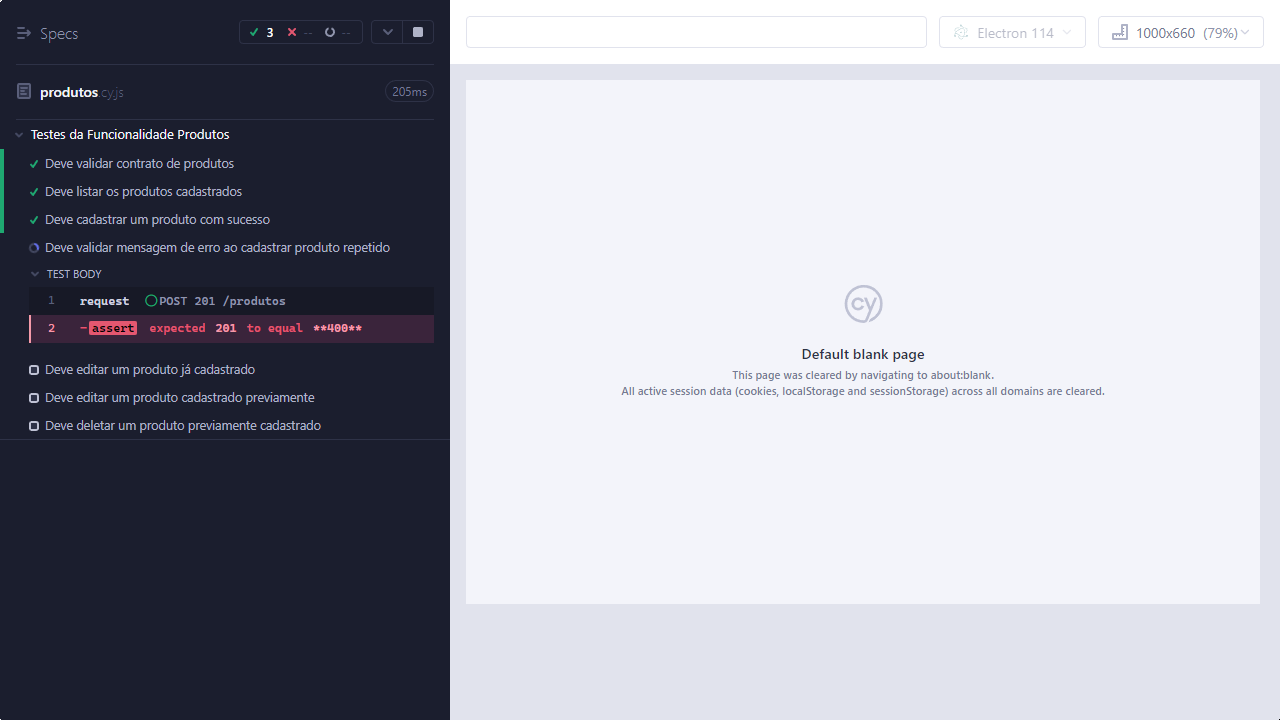 Specs
3 -- --
produtos.cy.js
205ms
Testes da Funcionalidade Produtos
Deve validar contrato de produtos
Deve listar os produtos cadastrados
Deve cadastrar um produto com sucesso
Deve validar mensagem de erro ao cadastrar produto repetido
TEST BODY
1 request POST 201 /produtos
2 -assert expected 201 to equal **400**
Deve editar um produto já cadastrado
Deve editar um produto cadastrado previamente
Deve deletar um produto previamente cadastrado
Electron 114
1000x660 (79%)
cy
Default blank page
This page was cleared by navigating to about:blank.
All active session data (cookies, localStorage and sessionStorage) across all domains are cleared.